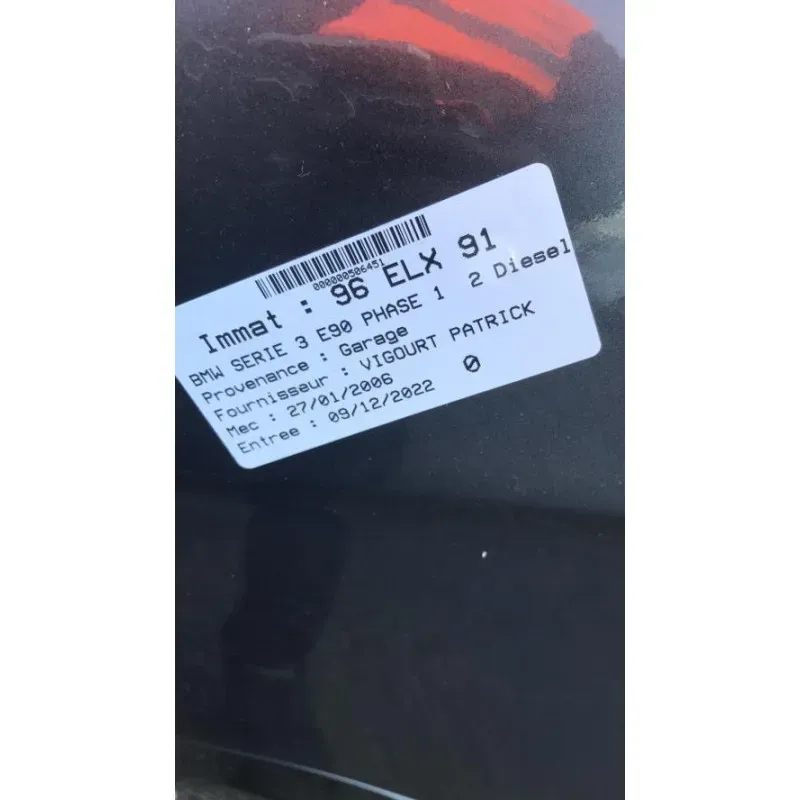 000000506451
Immat : 96 ELX 91
BMW SERIE 3 E90 PHASE 1 2 Diesel
Provenance : Garage
Fournisseur : VIGOURT PATRICK
Mec : 27/01/2006
Entree : 09/12/2022 0